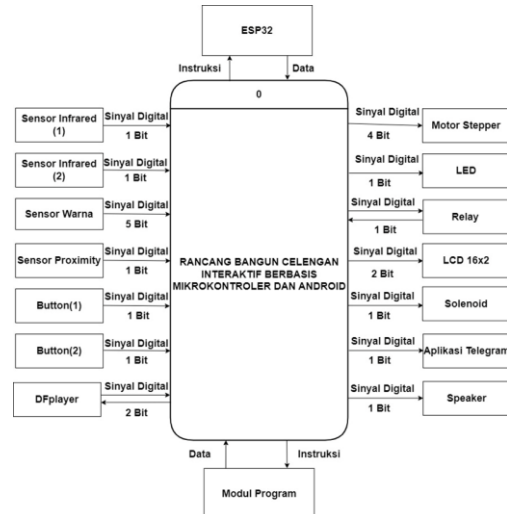 ESP32
Instruksi
Data
0
Sensor Infrared
(1)
Sinyal Digital
1 Bit
Sensor Infrared
(2)
Sinyal Digital
1 Bit
Sensor Warna
Sinyal Digital
5 Bit
Sensor Proximity
Sinyal Digital
1 Bit
Button(1)
Sinyal Digital
1 Bit
Button(2)
Sinyal Digital
1 Bit
DFplayer
Sinyal Digital
2 Bit
RANCANG BANGUN CELENGAN
INTERAKTIF BERBASIS
MIKROKONTROLER DAN ANDROID
Sinyal Digital
4 Bit
Motor Stepper
Sinyal Digital
1 Bit
LED
Sinyal Digital
1 Bit
Relay
Sinyal Digital
2 Bit
LCD 16x2
Sinyal Digital
1 Bit
Solenoid
Sinyal Digital
1 Bit
Aplikasi Telegram
Sinyal Digital
1 Bit
Speaker
Data
Instruksi
Modul Program